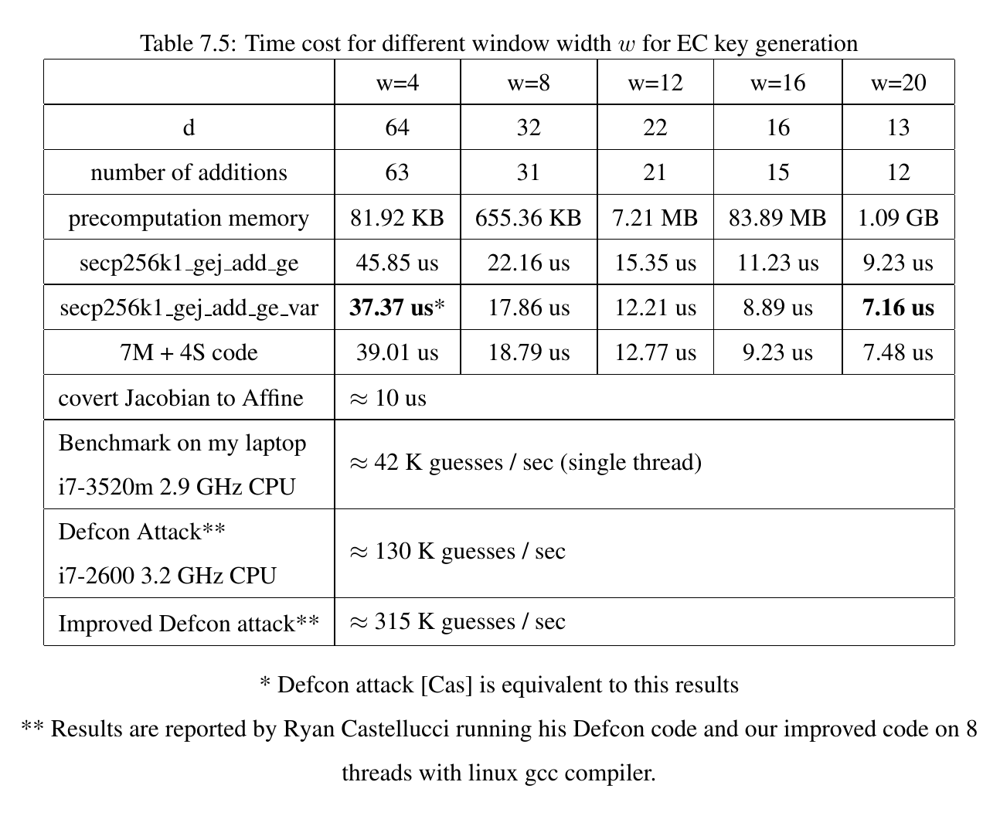 Table 7.5: Time cost for different window width w for EC key generation
w=4 w=8 w=12 w=16 w=20
d 64 32 22 16 13
number of additions 63 31 21 15 12
precomputation memory 81.92 KB 655.36 KB 7.21 MB 83.89 MB 1.09 GB
secp256k1_gej_add_ge 45.85 us 22.16 us 15.35 us 11.23 us 9.23 us
secp256k1_gej_add_ge_var 37.37 us* 17.86 us 12.21 us 8.89 us 7.16 us
7M + 4S code 39.01 us 18.79 us 12.77 us 9.23 us 7.48 us
covert Jacobian to Affine ≈ 10 us
Benchmark on my laptop
i7-3520m 2.9 GHz CPU
≈ 42 K guesses / sec (single thread)
Defcon Attack**
i7-2600 3.2 GHz CPU
≈ 130 K guesses / sec
Improved Defcon attack** ≈ 315 K guesses / sec
* Defcon attack [Cas] is equivalent to this results
** Results are reported by Ryan Castellucci running his Defcon code and our improved code on 8
threads with linux gcc compiler.